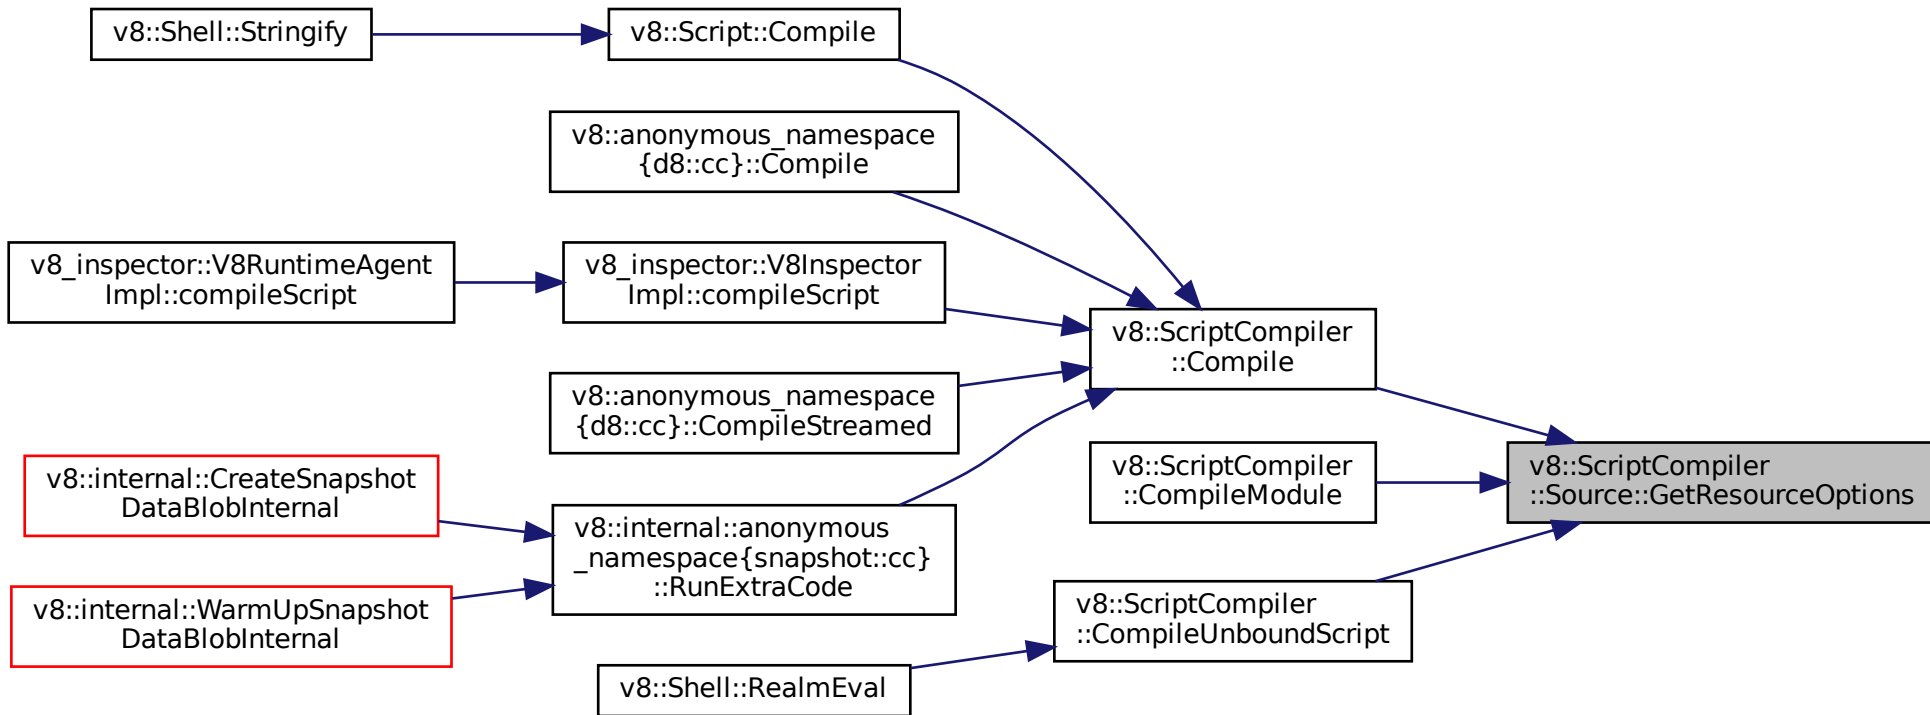 v8::Shell::Stringify
v8::Script::Compile
v8::anonymous_namespace
{d8::cc}::Compile
v8_inspector::V8RuntimeAgent
Impl::compileScript
v8_inspector::V8Inspector
Impl::compileScript
v8::ScriptCompiler
::Compile
v8::anonymous_namespace
{d8::cc}::CompileStreamed
v8::ScriptCompiler
::CompileModule
v8::ScriptCompiler
::Source::GetResourceOptions
v8::internal::CreateSnapshot
DataBlobInternal
v8::internal::anonymous
_namespace{snapshot::cc}
::RunExtraCode
v8::internal::WarmUpSnapshot
DataBlobInternal
v8::ScriptCompiler
::CompileUnboundScript
v8::Shell::RealmEval